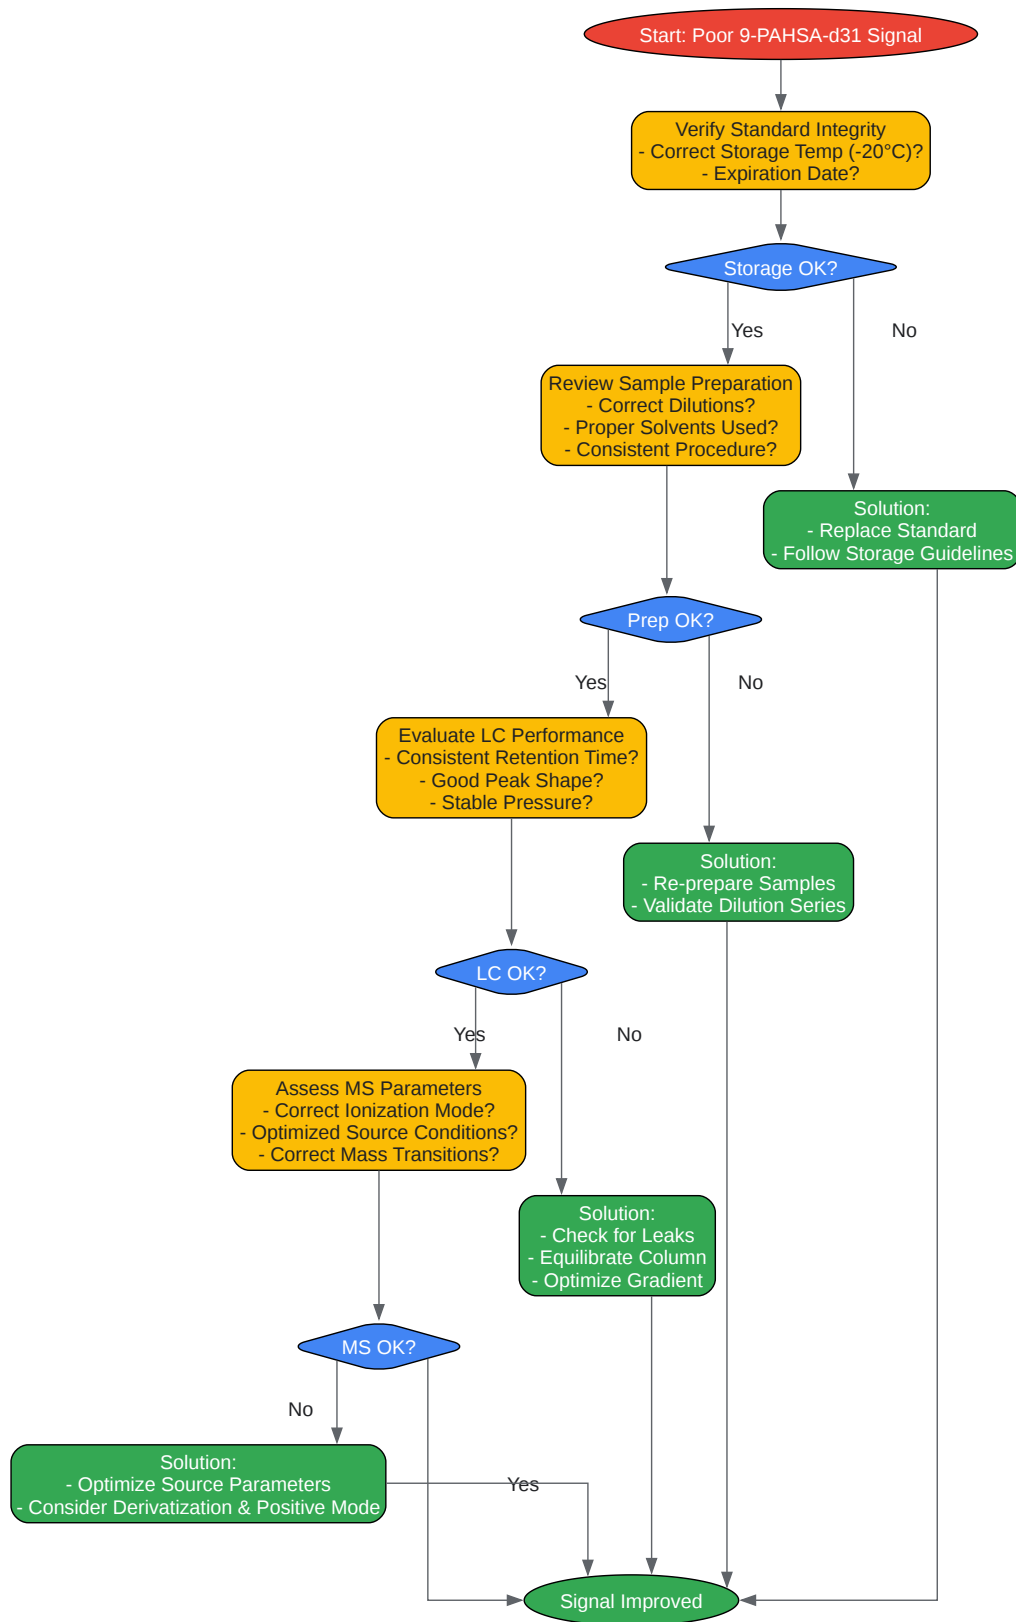 Start: Poor 9-PAHSA-d31 Signal
Verify Standard Integrity
- Correct Storage Temp (-20°C)?
- Expiration Date?
Storage OK?
Yes
No
Review Sample Preparation
- Correct Dilutions?
- Proper Solvents Used?
- Consistent Procedure?
Solution:
- Replace Standard
- Follow Storage Guidelines
Prep OK?
Yes
No
Evaluate LC Performance
- Consistent Retention Time?
- Good Peak Shape?
- Stable Pressure?
Solution:
- Re-prepare Samples
- Validate Dilution Series
LC OK?
Yes
No
Assess MS Parameters
- Correct Ionization Mode?
- Optimized Source Conditions?
- Correct Mass Transitions?
Solution:
- Check for Leaks
- Equilibrate Column
- Optimize Gradient
MS OK?
No
Solution:
- Optimize Source Parameters
- Consider Derivatization & Positive Mode
Yes
Signal Improved